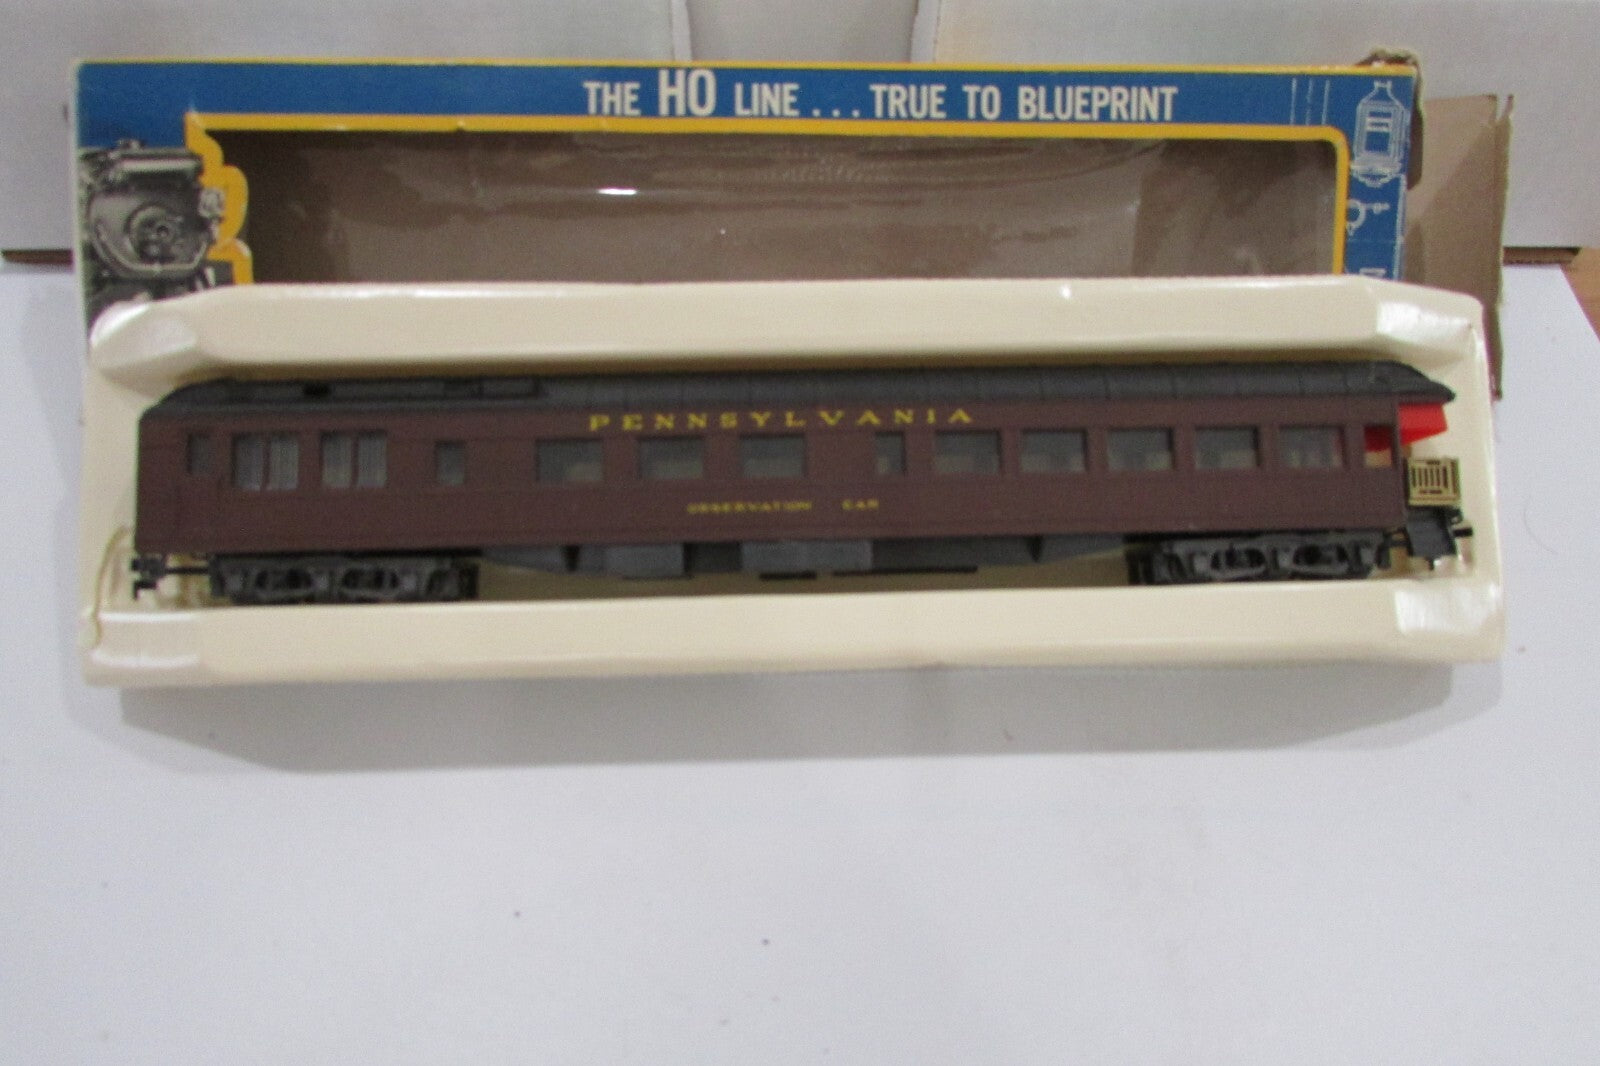 THE HO LINE... TRUE TO BLUEPRINT
PENNSYLVANIA
OBSERVATION CAR